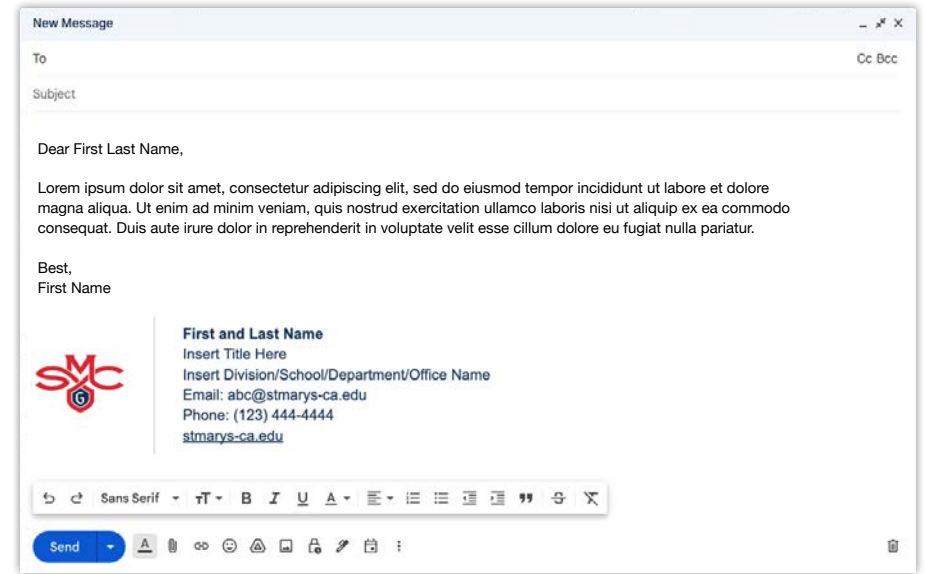 New Message
To
Cc Bcc
Subject
Dear First Last Name,
Lorem ipsum dolor sit amet, consectetur adipiscing elit, sed do eiusmod tempor incididunt ut labore et dolore
magna aliqua. Ut enim ad minim veniam, quis nostrud exercitation ullamco laboris nisi ut aliquip ex ea commodo
consequat. Duis aute irure dolor in reprehenderit in voluptate velit esse cillum dolore eu fugiat nulla pariatur.
Best,
First Name
SMC
G
First and Last Name
Insert Title Here
Insert Division/School/Department/Office Name
Email: abc@stmarys-ca.edu
Phone: (123) 444-4444
stmarys-ca.edu
Sans Serif
Send